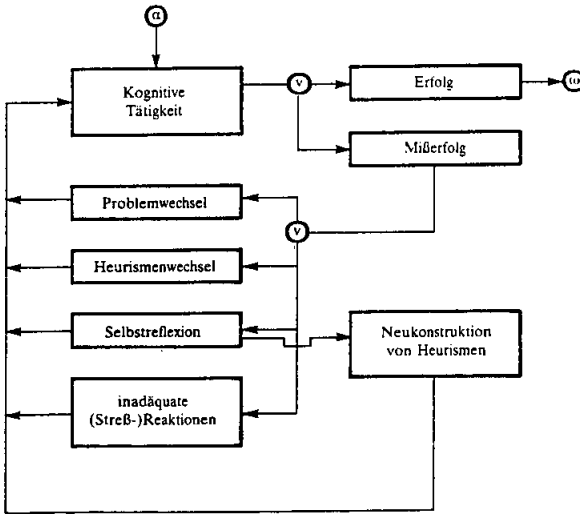 α
Kognitive
Tätigkeit
v
Erfolg
ω
Mißerfolg
Problemwechsel
v
Heurismenwechsel
Selbstreflexion
Neukonstruktion
von Heurismen
inadäquate
(Streß-)Reaktionen